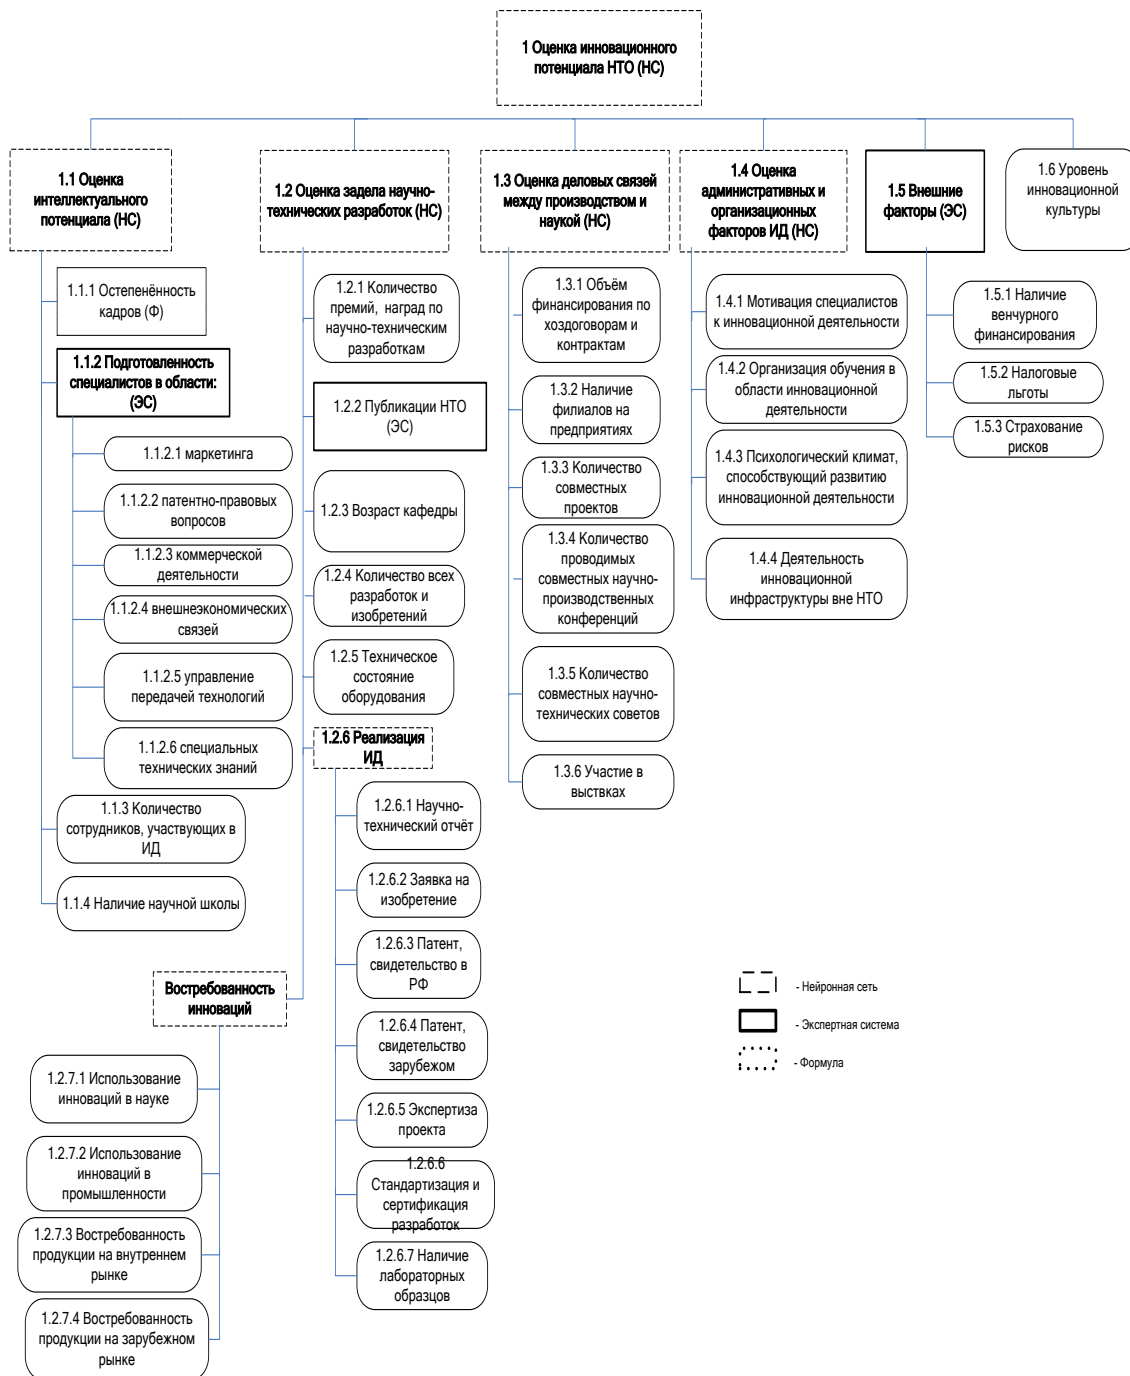 1 Оценка инновационного
потенциала НТО (НС)
1.1 Оценка
интеллектуального
потенциала (НС)
1.2 Оценка задела научно-
технических разработок (НС)
1.3 Оценка деловых связей
между производством и
наукой (НС)
1.4 Оценка
административных и
организационных
факторов ИД (НС)
1.5 Внешние
факторы (ЭС)
1.6 Уровень
инновационной
культуры
1.1.1 Остепенённость
кадров (Ф)
1.1.2 Подготовленность
специалистов в области:
(ЭС)
1.1.2.1 маркетинга
1.1.2.2 патентно-правовых
вопросов
1.1.2.3 коммерческой
деятельности
1.1.2.4 внешнеэкономических
связей
1.1.2.5 управление
передачей технологий
1.1.2.6 специальных
технических знаний
1.1.3 Количество
сотрудников, участвующих в
ИД
1.1.4 Наличие научной школы
1.2.1 Количество
премий, наград по
научно-техническим
разработкам
1.2.2 Публикации НТО
(ЭС)
1.2.3 Возраст кафедры
1.2.4 Количество всех
разработок и
изобретений
1.2.5 Техническое
состояние
оборудования
1.2.6 Реализация
ИД
1.2.6.1 Научно-
технический отчёт
1.2.6.2 Заявка на
изобретение
1.2.6.3 Патент,
свидетельство в
РФ
1.2.6.4 Патент,
свидетельство
зарубежом
1.2.6.5 Экспертиза
проекта
1.2.6.6
Стандартизация и
сертификация
разработок
1.2.6.7 Наличие
лабораторных
образцов
Востребованность
инноваций
1.2.7.1 Использование
инноваций в науке
1.2.7.2 Использование
инноваций в
промышленности
1.2.7.3 Востребованность
продукции на внутреннем
рынке
1.2.7.4 Востребованность
продукции на зарубежном
рынке
1.3.1 Объём
финансирования по
хоздоговорам и
контрактам
1.3.2 Наличие
филиалов на
предприятиях
1.3.3 Количество
совместных
проектов
1.3.4 Количество
проводимых
совместных научно-
производственных
конференций
1.3.5 Количество
совместных научно-
технических советов
1.3.6 Участие в
выствках
1.4.1 Мотивация специалистов
к инновационной деятельности
1.4.2 Организация обучения в
области инновационной
деятельности
1.4.3 Психологический климат,
способствующий развитию
инновационной деятельности
1.4.4 Деятельность
инновационной
инфраструктуры вне НТО
1.5.1 Наличие
венчурного
финансирования
1.5.2 Налоговые
льготы
1.5.3 Страхование
рисков
- Нейронная сеть
- Экспертная система
- Формула